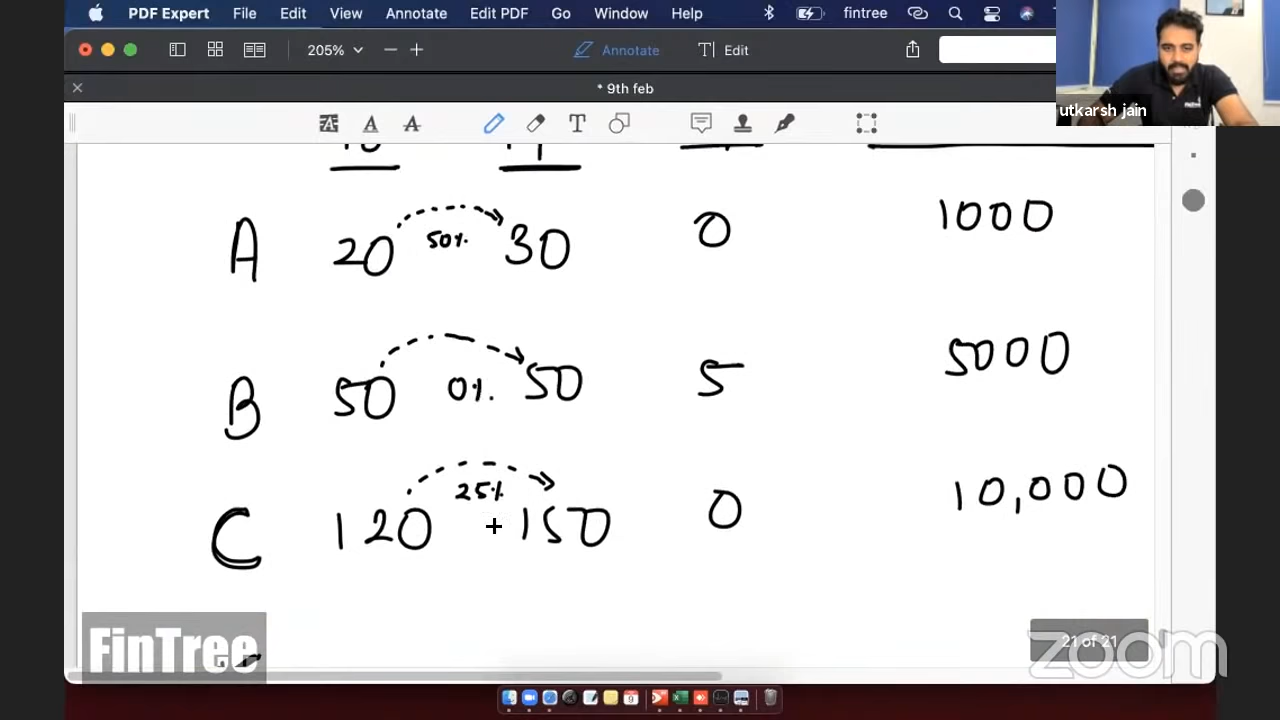 PDF Expert File Edit View Annotate Edit PDF Go Window Help fintree
205% Annotate T Edit
* 9th feb
utkarsh jain
A 20 50% 30 0 1000
B 50 0% 50 5 5000
C 120 25% 150 0 10,000
FinTree
21 of 21
zoom